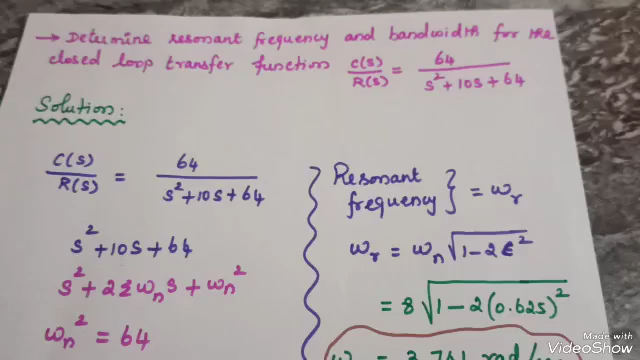 → Determine resonant frequency and bandwidth for the
closed loop transfer function C(s)/R(s) = 64/(s²+10s+64)
Solution:
C(s)/R(s) = 64/(s²+10s+64)
s²+10s+64
s²+2ξωₙs+ωₙ²
ωₙ² = 64
Resonant
frequency } = ωᵣ
ωᵣ = ωₙ√(1-2ξ²)
= 8√(1-2(0.625)²)
Made with
VideoShow